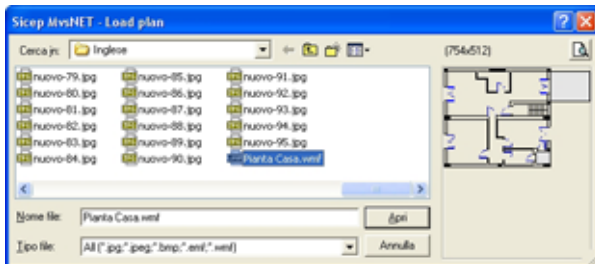 Sicep MvsNET - Load plan
Cerca in: Inglese (754x512)
nuovo-79.jpg nuovo-85.jpg nuovo-91.jpg
nuovo-80.jpg nuovo-86.jpg nuovo-92.jpg
nuovo-81.jpg nuovo-87.jpg nuovo-93.jpg
nuovo-82.jpg nuovo-88.jpg nuovo-94.jpg
nuovo-83.jpg nuovo-89.jpg nuovo-95.jpg
nuovo-84.jpg nuovo-90.jpg Pianta Casa.wmf
Nome file: Pianta Casa.wmf Apri
Tipo file: All (*.jpg;*.jpeg;*.bmp;*.emf;*.wmf) Annulla